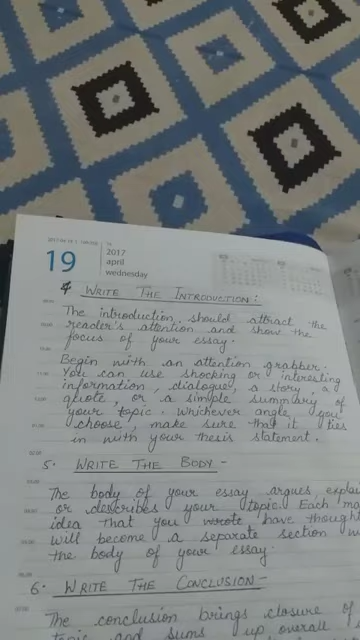 19
2017
april
wednesday
4 WRITE THE INTRODUCTION :
The introduction should attract the
reader's attention and show the
focus of your essay.
Begin with an attention grabber.
You can use shocking or interesting
information, dialogue, a story, a
quote, or a simple summary of
your topic. Whichever angle you
choose, make sure that it ties
in with your thesis statement.
5. WRITE THE BODY -
The body of your essay argues, explai
or describes your topic. Each ma
idea that you wrote have thought
will become a separate section w
the body of your essay.
6. WRITE THE CONCLUSION -
The conclusion brings closure of
topic and sums up overall